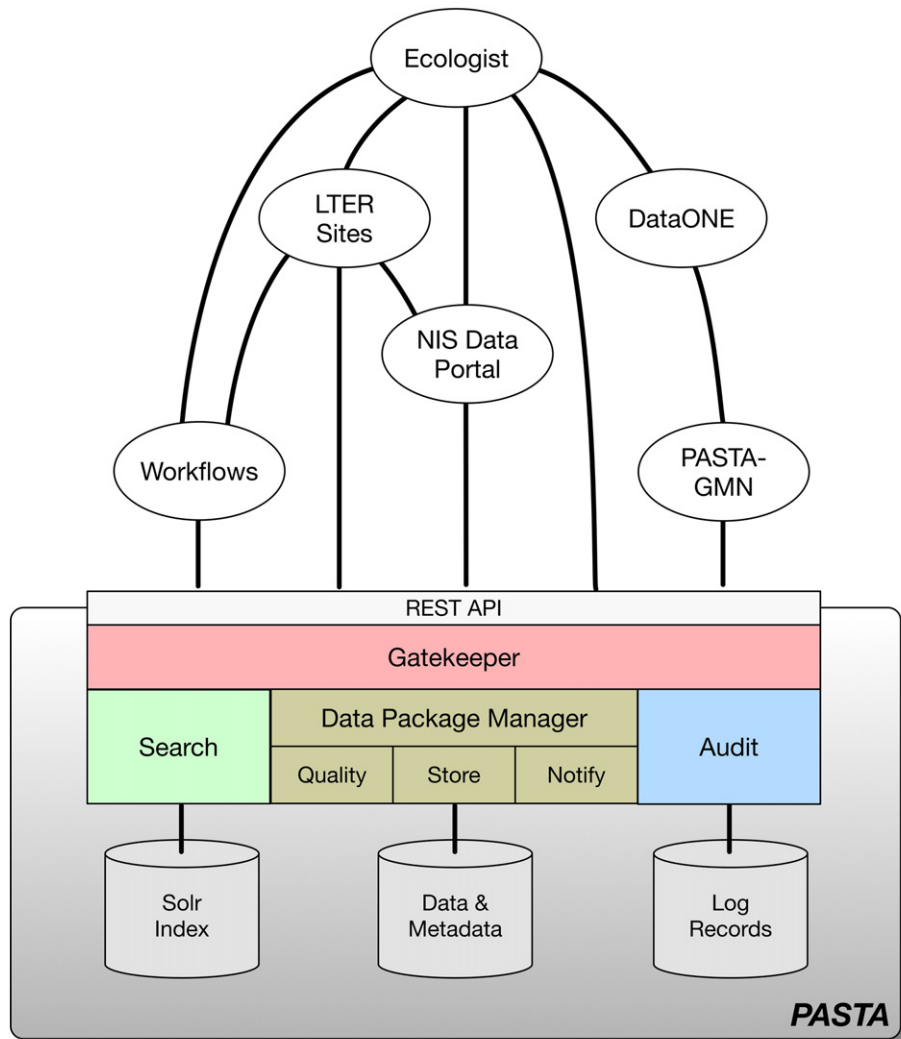 Ecologist
LTER
Sites
DataONE
NIS Data
Portal
Workflows
PASTA-
GMN
REST API
Gatekeeper
Search
Data Package Manager
Audit
Quality
Store
Notify
Solr
Index
Data &
Metadata
Log
Records
PASTA